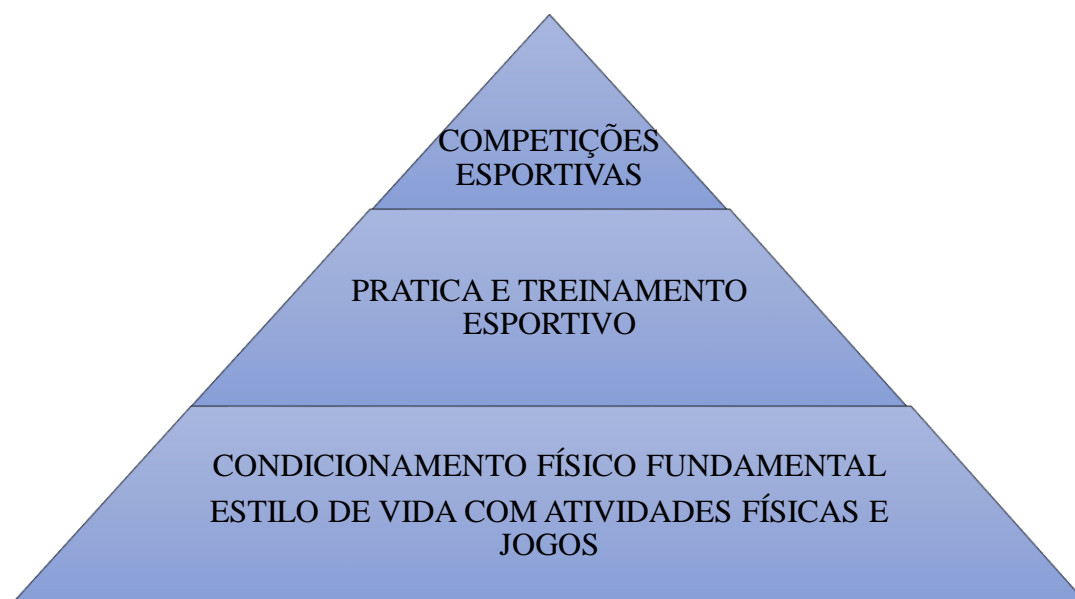 COMPETIÇÕES
ESPORTIVAS
PRATICA E TREINAMENTO
ESPORTIVO
CONDICIONAMENTO FÍSICO FUNDAMENTAL
ESTILO DE VIDA COM ATIVIDADES FÍSICAS E
JOGOS